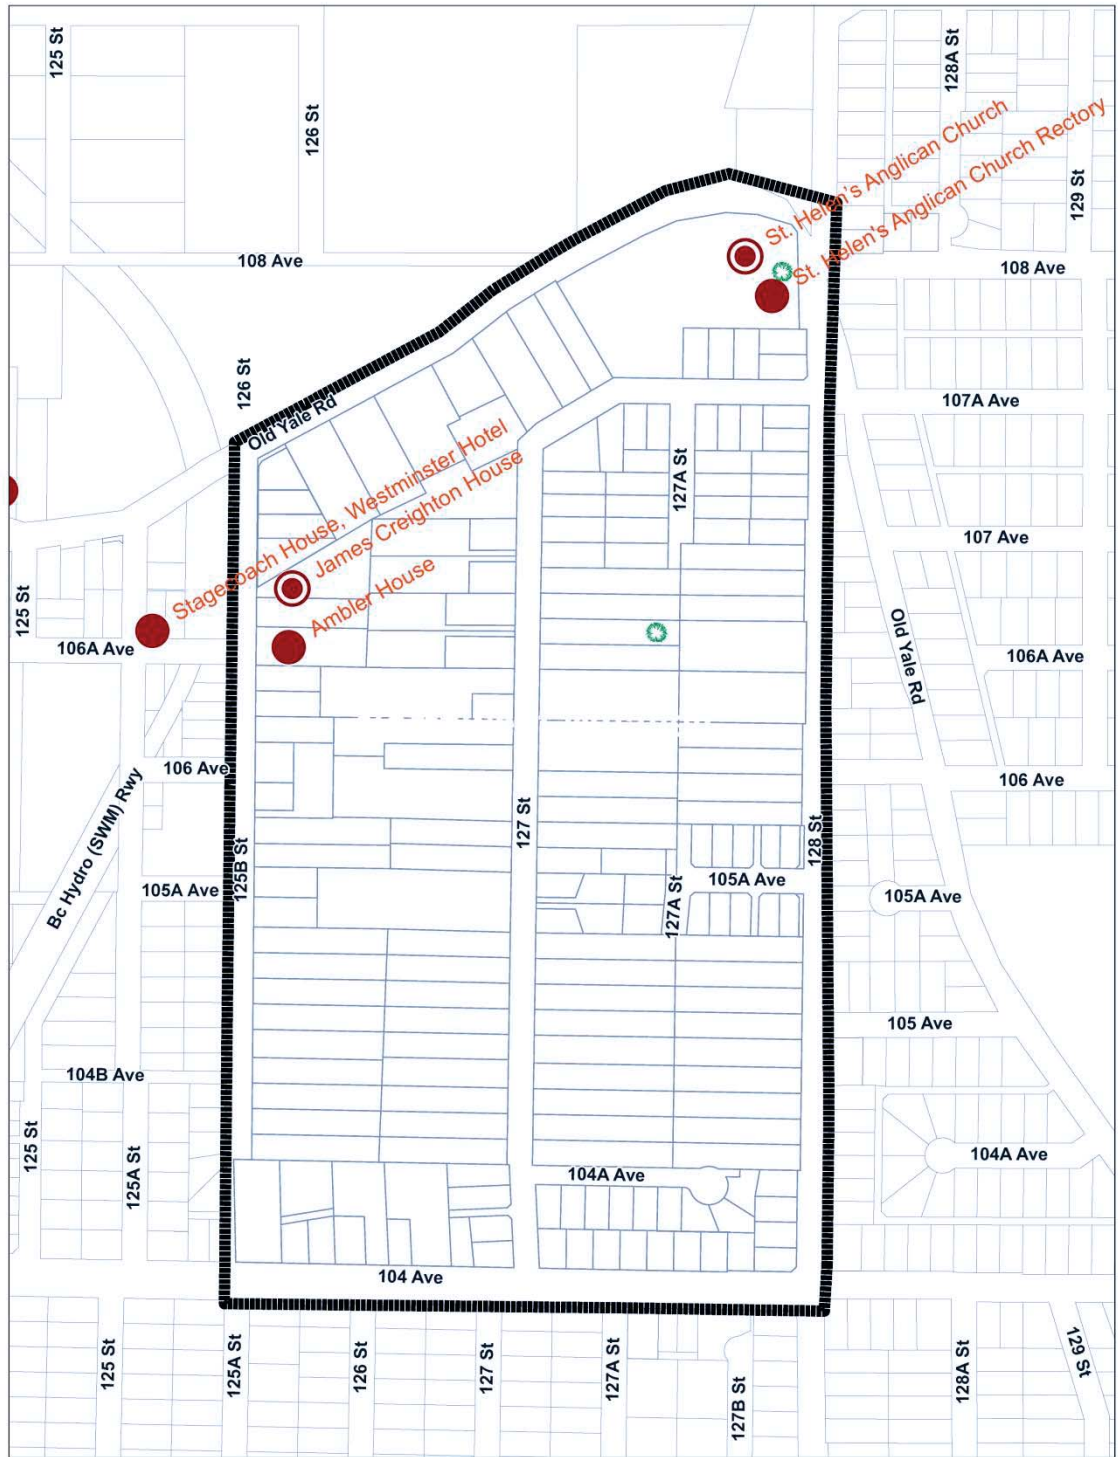 125 St
126 St
128A St
St. Helen's Anglican Church
St. Helen's Anglican Church Rectory
129 St
108 Ave
108 Ave
126 St
Old Yale Rd
107A Ave
Stagecoach House, Westminster Hotel
James Creighton House
Ambler House
127A St
107 Ave
125 St
106A Ave
Old Yale Rd
106A Ave
106 Ave
106 Ave
Bc Hydro (SWM) Rwy
127 St
128 St
125B St
105A Ave
127A St
105A Ave
105A Ave
105 Ave
104B Ave
125 St
125A St
104A Ave
104A Ave
104 Ave
125 St
125A St
126 St
127 St
127A St
127B St
128A St
129 St